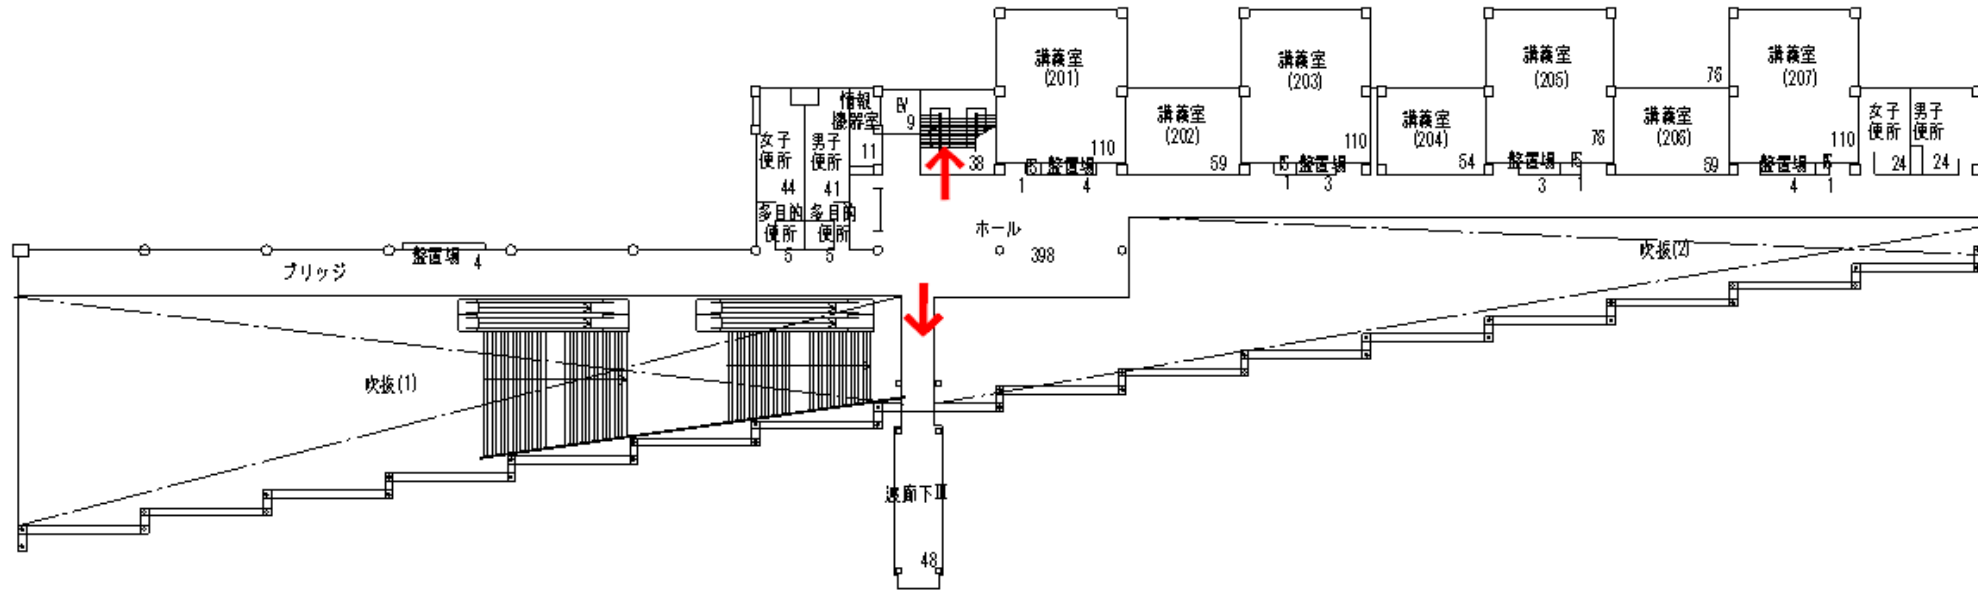 講義室
(201)
110
講義室
(202)
59
講義室
(203)
110
講義室
(204)
54
講義室
(205)
76
講義室
(206)
69
76
講義室
(207)
110
女子
便所
24
男子
便所
24
情報
機器室
11
EV
9
38
女子
便所
44
男子
便所
41
多目的
便所
5
多目的
便所
5
PS
1
盤置場
4
PS
1
盤置場
3
盤置場
3
PS
1
盤置場
4
PS
1
ホール
398
ブリッジ
盤置場
4
吹抜(1)
吹抜(2)
渡廊下Ⅲ
48